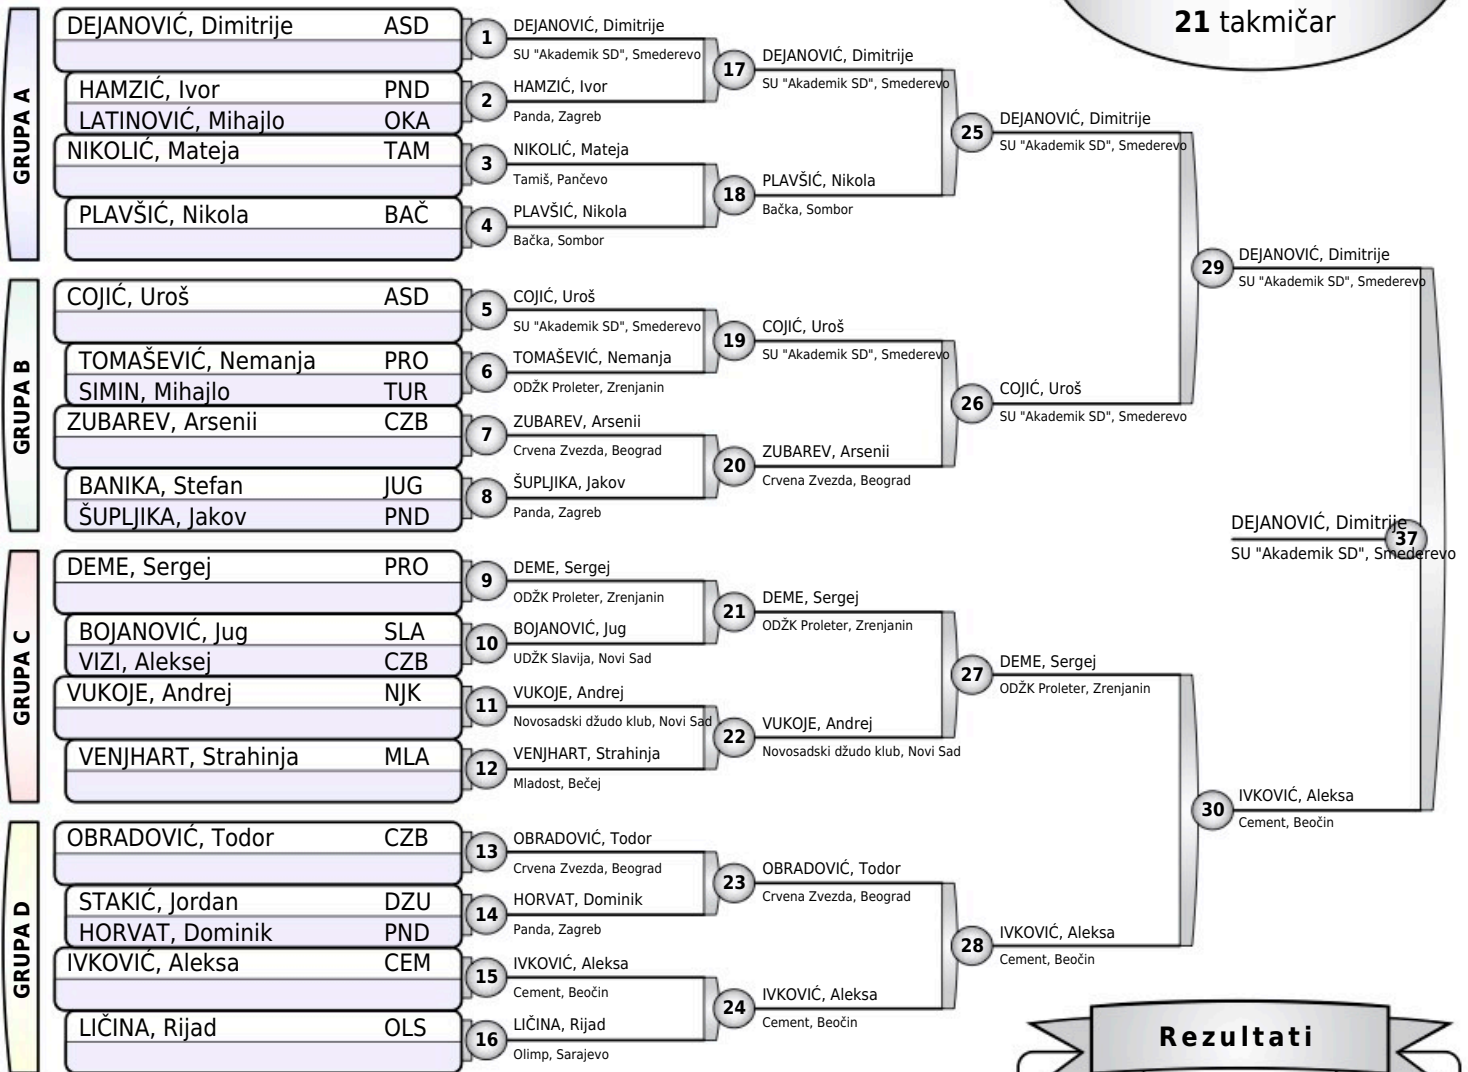 21 takmičar
GRUPA A
DEJANOVIĆ, Dimitrije ASD
HAMZIĆ, Ivor PND
LATINOVIĆ, Mihajlo OKA
NIKOLIĆ, Mateja TAM
PLAVŠIĆ, Nikola BAČ
GRUPA B
COJIĆ, Uroš ASD
TOMAŠEVIĆ, Nemanja PRO
SIMIN, Mihajlo TUR
ZUBAREV, Arsenii CZB
BANIKA, Stefan JUG
ŠUPLJIKA, Jakov PND
GRUPA C
DEME, Sergej PRO
BOJANOVIĆ, Jug SLA
VIZI, Aleksej CZB
VUKOJE, Andrej NJK
VENJHART, Strahinja MLA
GRUPA D
OBRADOVIĆ, Todor CZB
STAKIĆ, Jordan DZU
HORVAT, Dominik PND
IVKOVIĆ, Aleksa CEM
LIČINA, Rijad OLS
1 DEJANOVIĆ, Dimitrije
SU "Akademik SD", Smederevo
2 HAMZIĆ, Ivor
Panda, Zagreb
3 NIKOLIĆ, Mateja
Tamiš, Pančevo
4 PLAVŠIĆ, Nikola
Bačka, Sombor
5 COJIĆ, Uroš
SU "Akademik SD", Smederevo
6 TOMAŠEVIĆ, Nemanja
ODŽK Proleter, Zrenjanin
7 ZUBAREV, Arsenii
Crvena Zvezda, Beograd
8 ŠUPLJIKA, Jakov
Panda, Zagreb
9 DEME, Sergej
ODŽK Proleter, Zrenjanin
10 BOJANOVIĆ, Jug
UDŽK Slavija, Novi Sad
11 VUKOJE, Andrej
Novosadski džudo klub, Novi Sad
12 VENJHART, Strahinja
Mladost, Bečej
13 OBRADOVIĆ, Todor
Crvena Zvezda, Beograd
14 HORVAT, Dominik
Panda, Zagreb
15 IVKOVIĆ, Aleksa
Cement, Beočin
16 LIČINA, Rijad
Olimp, Sarajevo
17 DEJANOVIĆ, Dimitrije
SU "Akademik SD", Smederevo
18 PLAVŠIĆ, Nikola
Bačka, Sombor
19 COJIĆ, Uroš
SU "Akademik SD", Smederevo
20 ZUBAREV, Arsenii
Crvena Zvezda, Beograd
21 DEME, Sergej
ODŽK Proleter, Zrenjanin
22 VUKOJE, Andrej
Novosadski džudo klub, Novi Sad
23 OBRADOVIĆ, Todor
Crvena Zvezda, Beograd
24 IVKOVIĆ, Aleksa
Cement, Beočin
25 DEJANOVIĆ, Dimitrije
SU "Akademik SD", Smederevo
26 COJIĆ, Uroš
SU "Akademik SD", Smederevo
27 DEME, Sergej
ODŽK Proleter, Zrenjanin
28 IVKOVIĆ, Aleksa
Cement, Beočin
29 DEJANOVIĆ, Dimitrije
SU "Akademik SD", Smederevo
30 IVKOVIĆ, Aleksa
Cement, Beočin
DEJANOVIĆ, Dimitrije
37
SU "Akademik SD", Smederevo
Rezultati